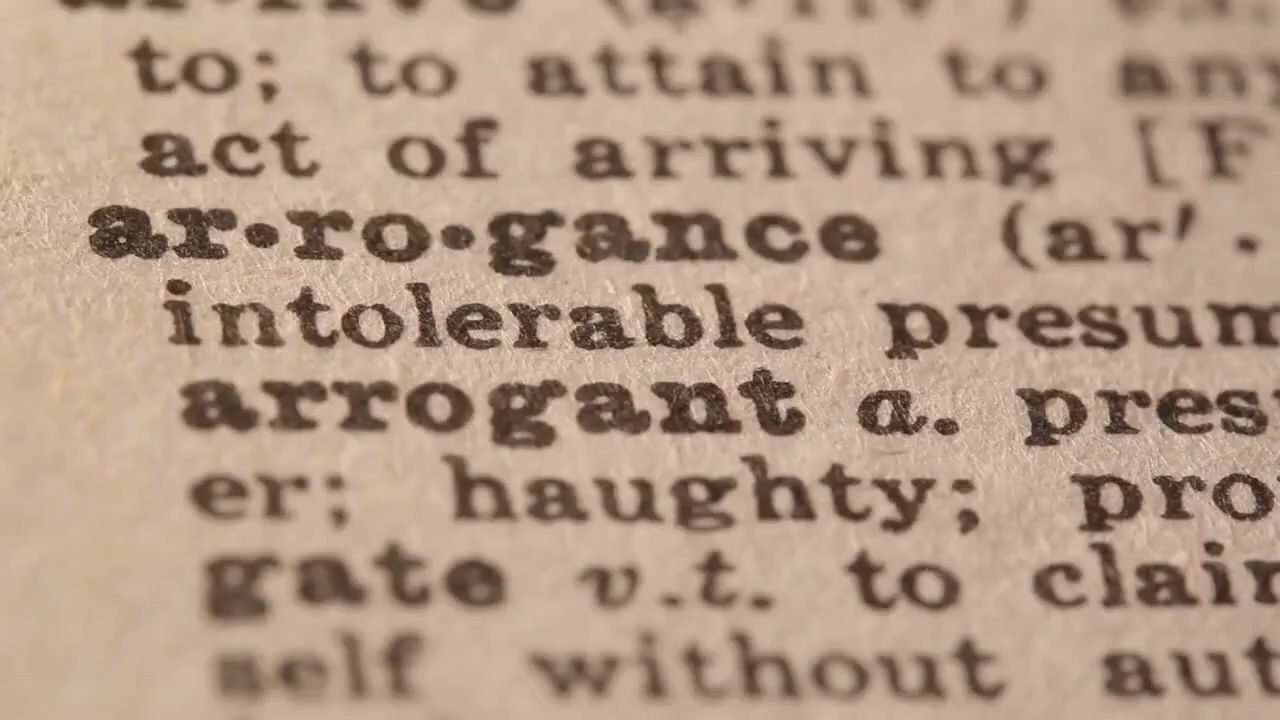 to; to attain to any
act of arriving [F
ar•ro•gance (ar′ •
intolerable presum
arrogant a. pres
er; haughty; pro
gate v.t. to clai
self without aut